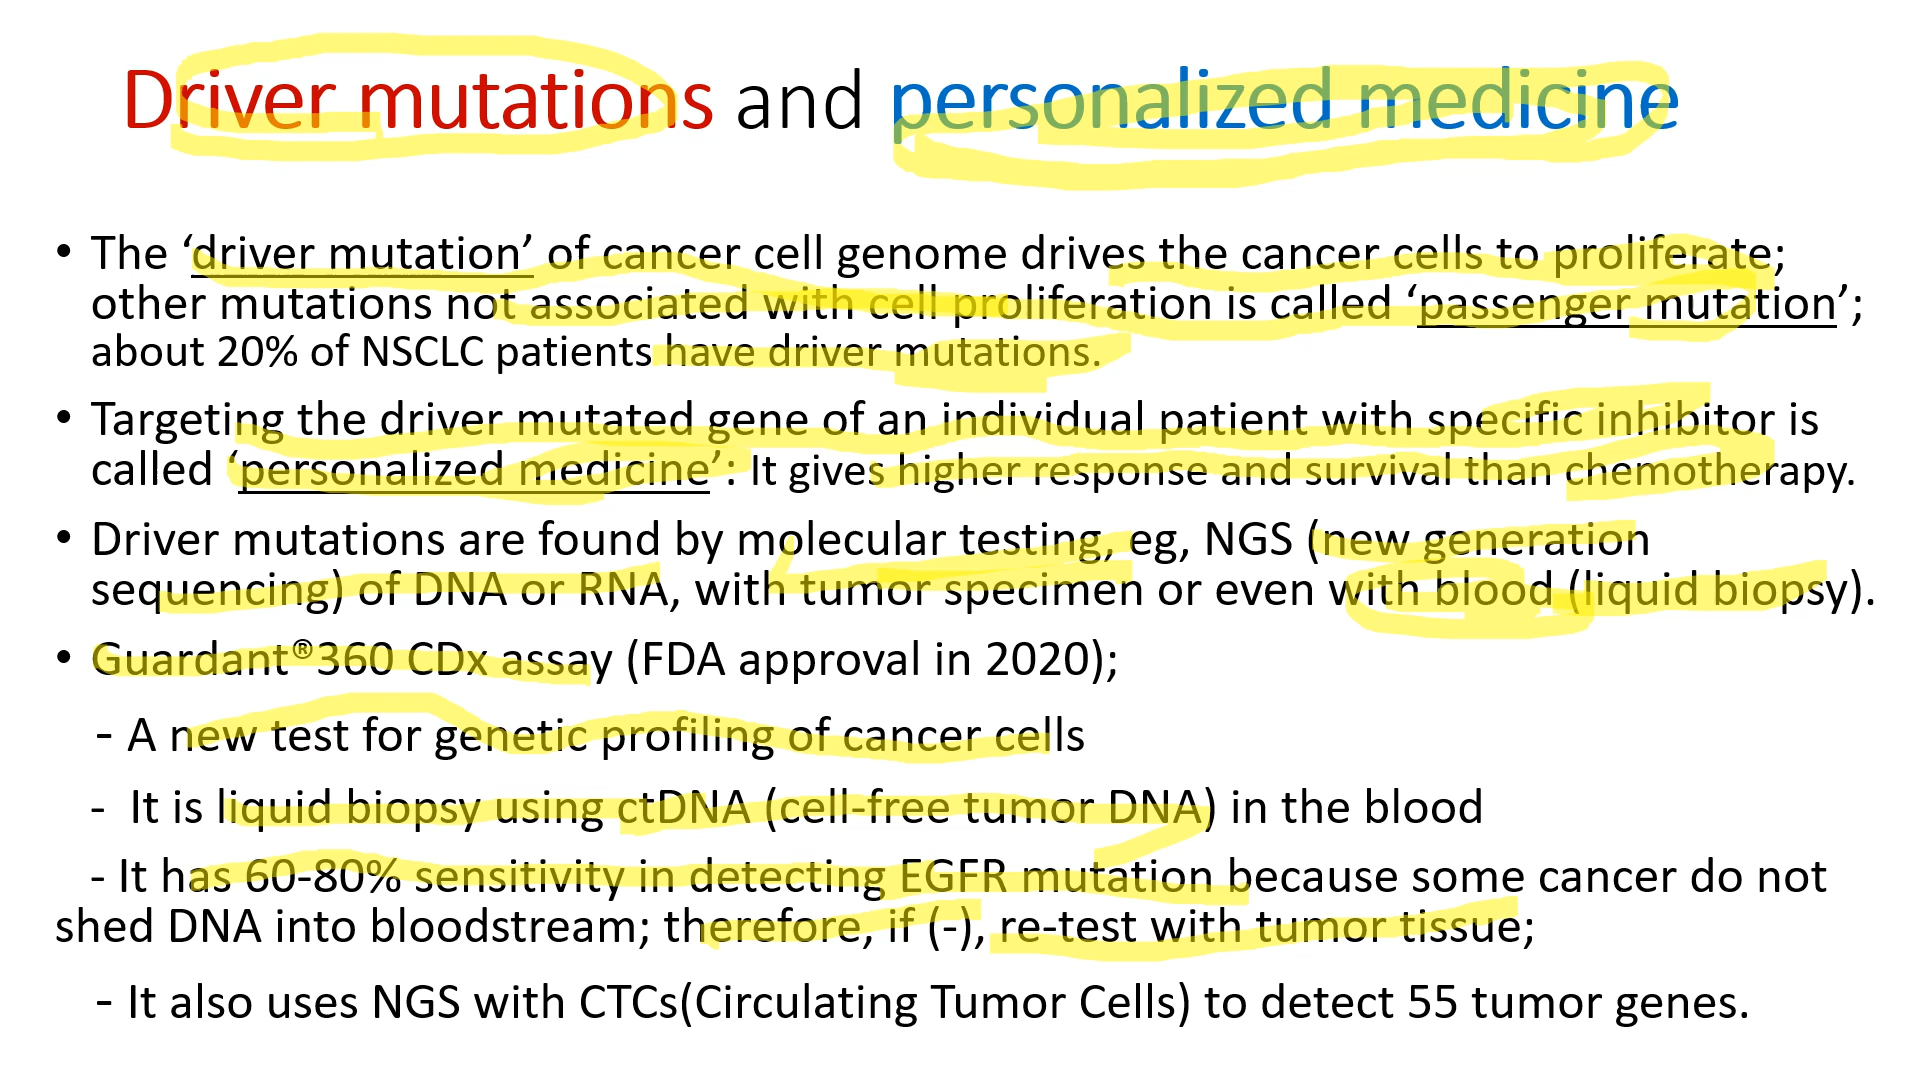 Driver mutations and personalized medicine
• The ‘driver mutation’ of cancer cell genome drives the cancer cells to proliferate;
other mutations not associated with cell proliferation is called ‘passenger mutation’;
about 20% of NSCLC patients have driver mutations.
• Targeting the driver mutated gene of an individual patient with specific inhibitor is
called ‘personalized medicine’: It gives higher response and survival than chemotherapy.
• Driver mutations are found by molecular testing, eg, NGS (new generation
sequencing) of DNA or RNA, with tumor specimen or even with blood (liquid biopsy).
• Guardant®360 CDx assay (FDA approval in 2020);
- A new test for genetic profiling of cancer cells
- It is liquid biopsy using ctDNA (cell-free tumor DNA) in the blood
- It has 60-80% sensitivity in detecting EGFR mutation because some cancer do not
shed DNA into bloodstream; therefore, if (-), re-test with tumor tissue;
- It also uses NGS with CTCs(Circulating Tumor Cells) to detect 55 tumor genes.